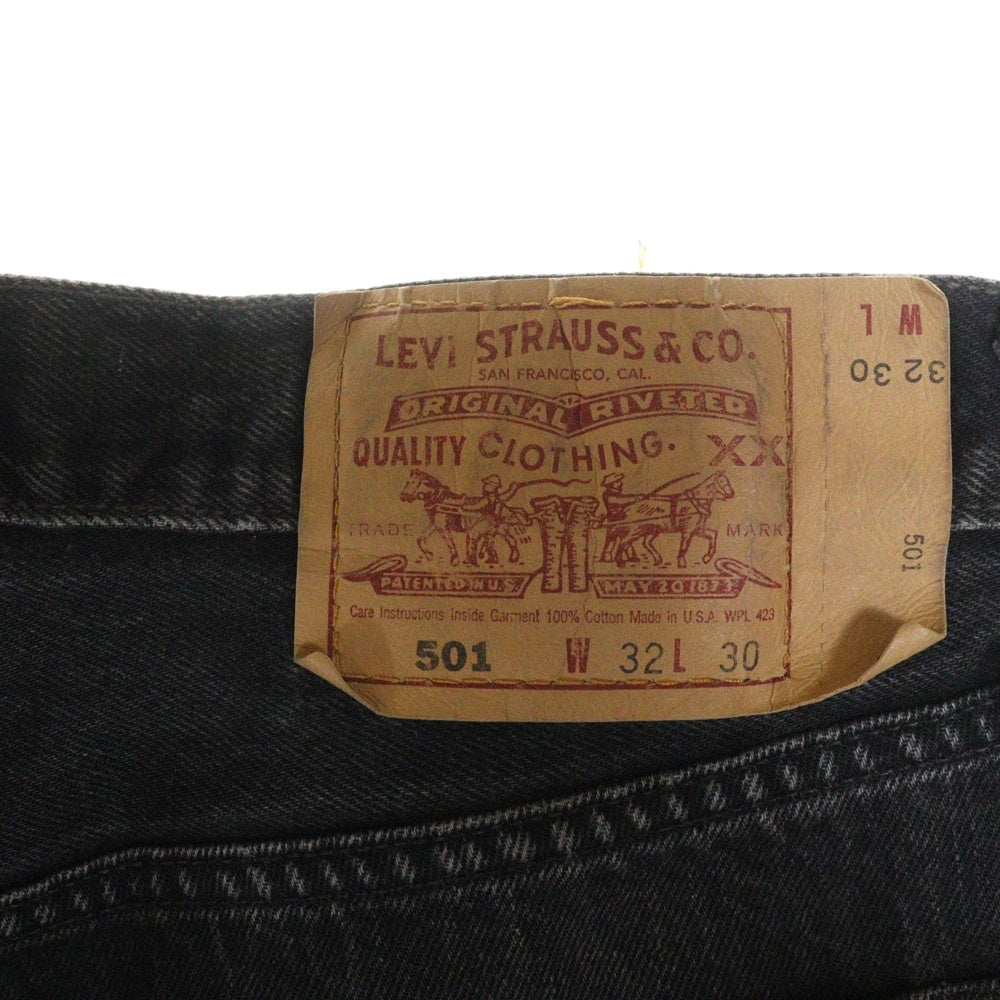 LEVI STRAUSS & CO.
SAN FRANCISCO, CAL.
ORIGINAL RIVETED
QUALITY CLOTHING. XX
TRADE MARK
PATENTED IN U.S. MAY 20 1873
Care Instructions Inside Garment 100% Cotton Made in U.S.A. WPL 423
501 W 32 L 30
W L
32 30
501